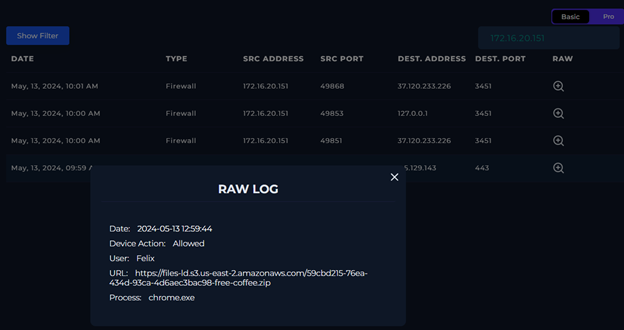 Basic Pro
Show Filter
172.16.20.151
DATE TYPE SRC ADDRESS SRC PORT DEST. ADDRESS DEST. PORT RAW
May, 13, 2024, 10:01 AM Firewall 172.16.20.151 49868 37.120.233.226 3451
May, 13, 2024, 10:00 AM Firewall 172.16.20.151 49853 127.0.0.1 3451
May, 13, 2024, 10:00 AM Firewall 172.16.20.151 49851 37.120.233.226 3451
May, 13, 2024, 09:59 5.129.143 443
RAW LOG
Date: 2024-05-13 12:59:44
Device Action: Allowed
User: Felix
URL: https://files-ld.s3.us-east-2.amazonaws.com/59cbd215-76ea-
434d-93ca-4d6aec3bac98-free-coffee.zip
Process: chrome.exe